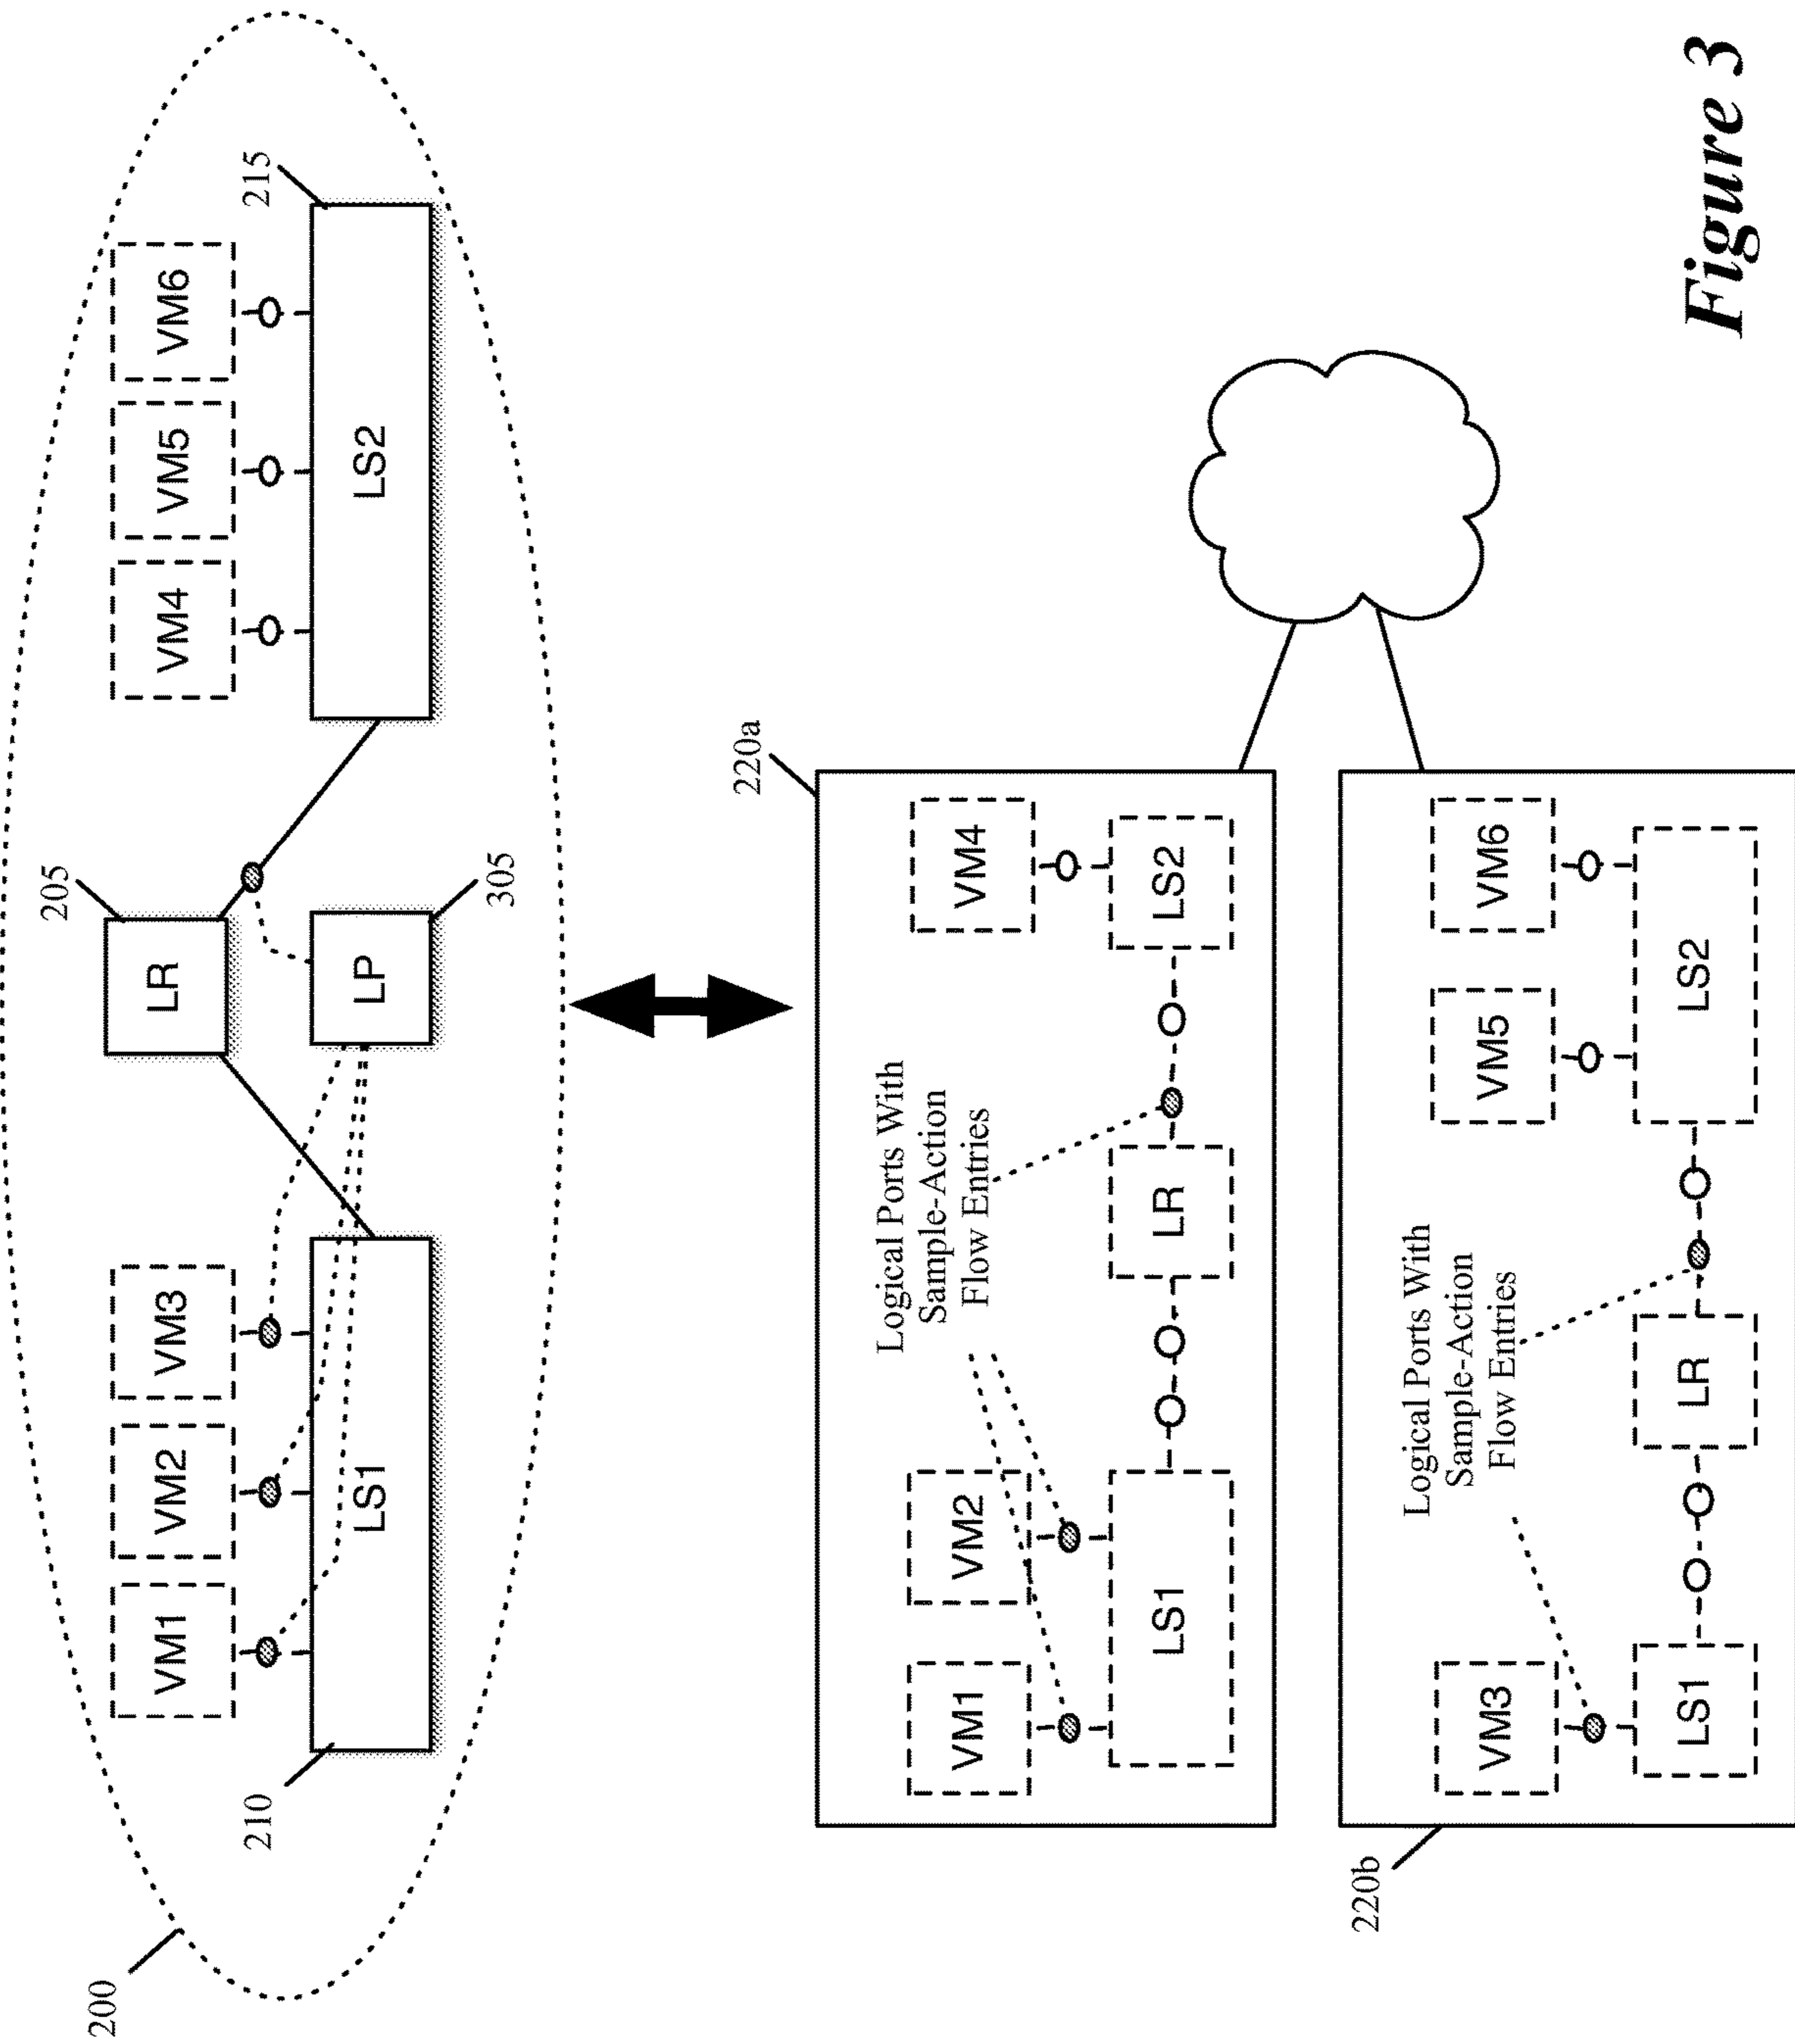 200
205
LR
VM1
VM2
VM3
VM4
VM5
VM6
210
215
LS1
LP
LS2
305
220a
Logical Ports With
Sample-Action
Flow Entries
VM1
VM2
VM4
LS1
LR
LS2
220b
Logical Ports With
Sample-Action
Flow Entries
VM3
VM5
VM6
LS1
LR
LS2
Figure 3